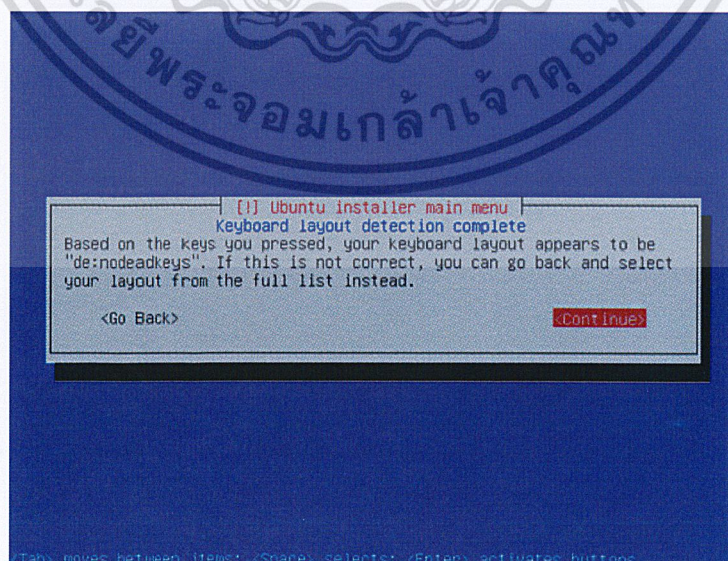 ลัยีพระจอมเกล้าเจ้าคุณท
[!] Ubuntu installer main menu
Keyboard layout detection complete
Based on the keys you pressed, your keyboard layout appears to be
"de:nodeadkeys". If this is not correct, you can go back and select
your layout from the full list instead.
<Go Back> <Continue>
<Tab> moves between items; <Space> selects; <Enter> activates buttons